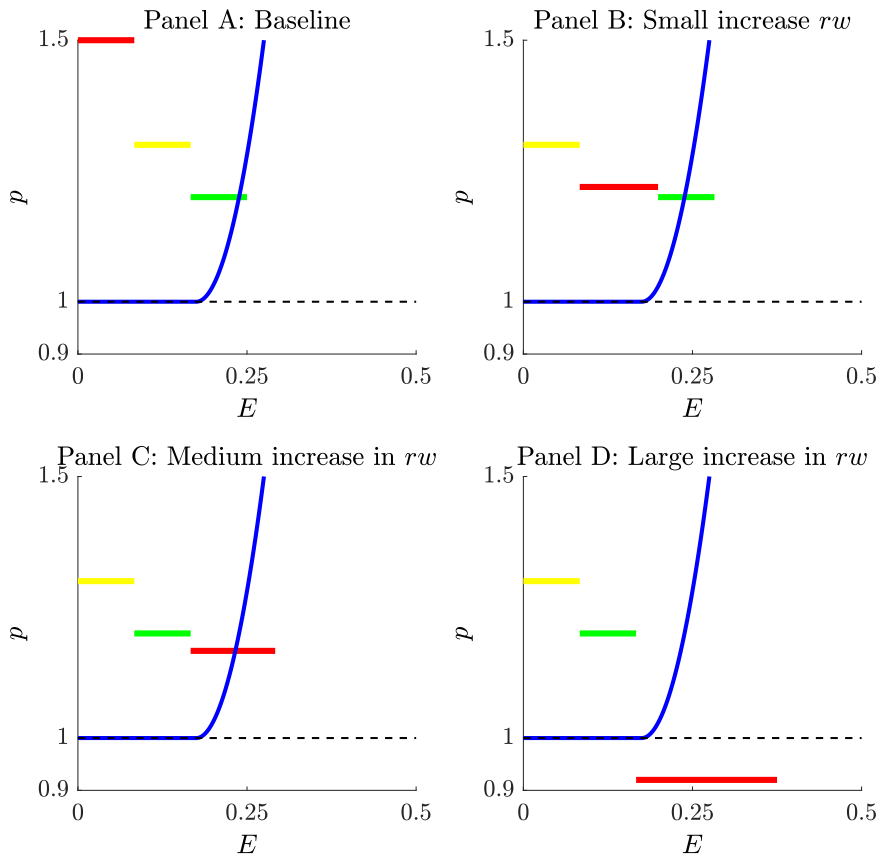 Panel A: Baseline
1.5
p
1
0.9
0
0.25
0.5
E
Panel B: Small increase rw
1.5
p
1
0.9
0
0.25
0.5
E
Panel C: Medium increase in rw
1.5
p
1
0.9
0
0.25
0.5
E
Panel D: Large increase in rw
1.5
p
1
0.9
0
0.25
0.5
E